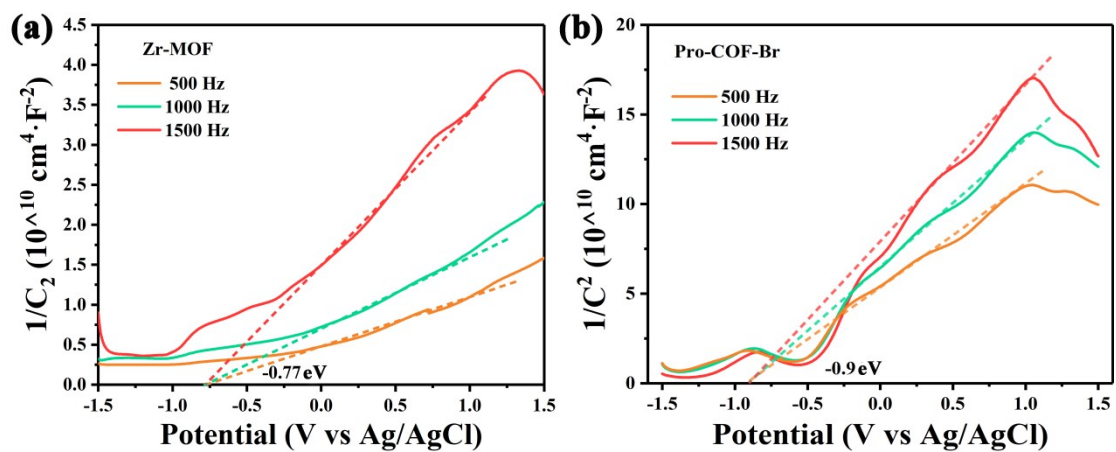 (a)
Zr-MOF
500 Hz
1000 Hz
1500 Hz
-0.77 eV
1/C₂ (10^¹⁰ cm⁴·F⁻²)
4.5
4.0
3.5
3.0
2.5
2.0
1.5
1.0
0.5
0.0
-1.5 -1.0 -0.5 0.0 0.5 1.0 1.5
Potential (V vs Ag/AgCl)
(b)
Pro-COF-Br
500 Hz
1000 Hz
1500 Hz
-0.9 eV
1/C² (10^¹⁰ cm⁴·F⁻²)
20
15
10
5
0
-1.5 -1.0 -0.5 0.0 0.5 1.0 1.5
Potential (V vs Ag/AgCl)